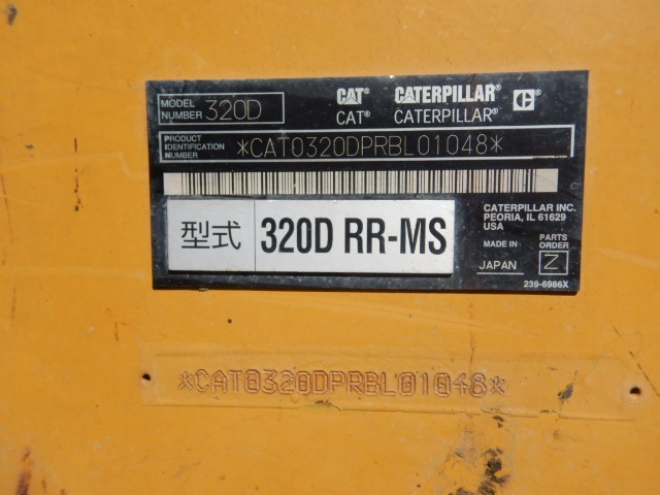 MODEL NUMBER 320D
CAT® CATERPILLAR® C®
CAT® CATERPILLAR®
PRODUCT IDENTIFICATION NUMBER *CAT0320DPRBL01048*
型式 320D RR-MS
CATERPILLAR INC.
PEORIA, IL 61629
USA
MADE IN JAPAN
PARTS ORDER Z
239-6986X
*CAT0320DPRBL01048*